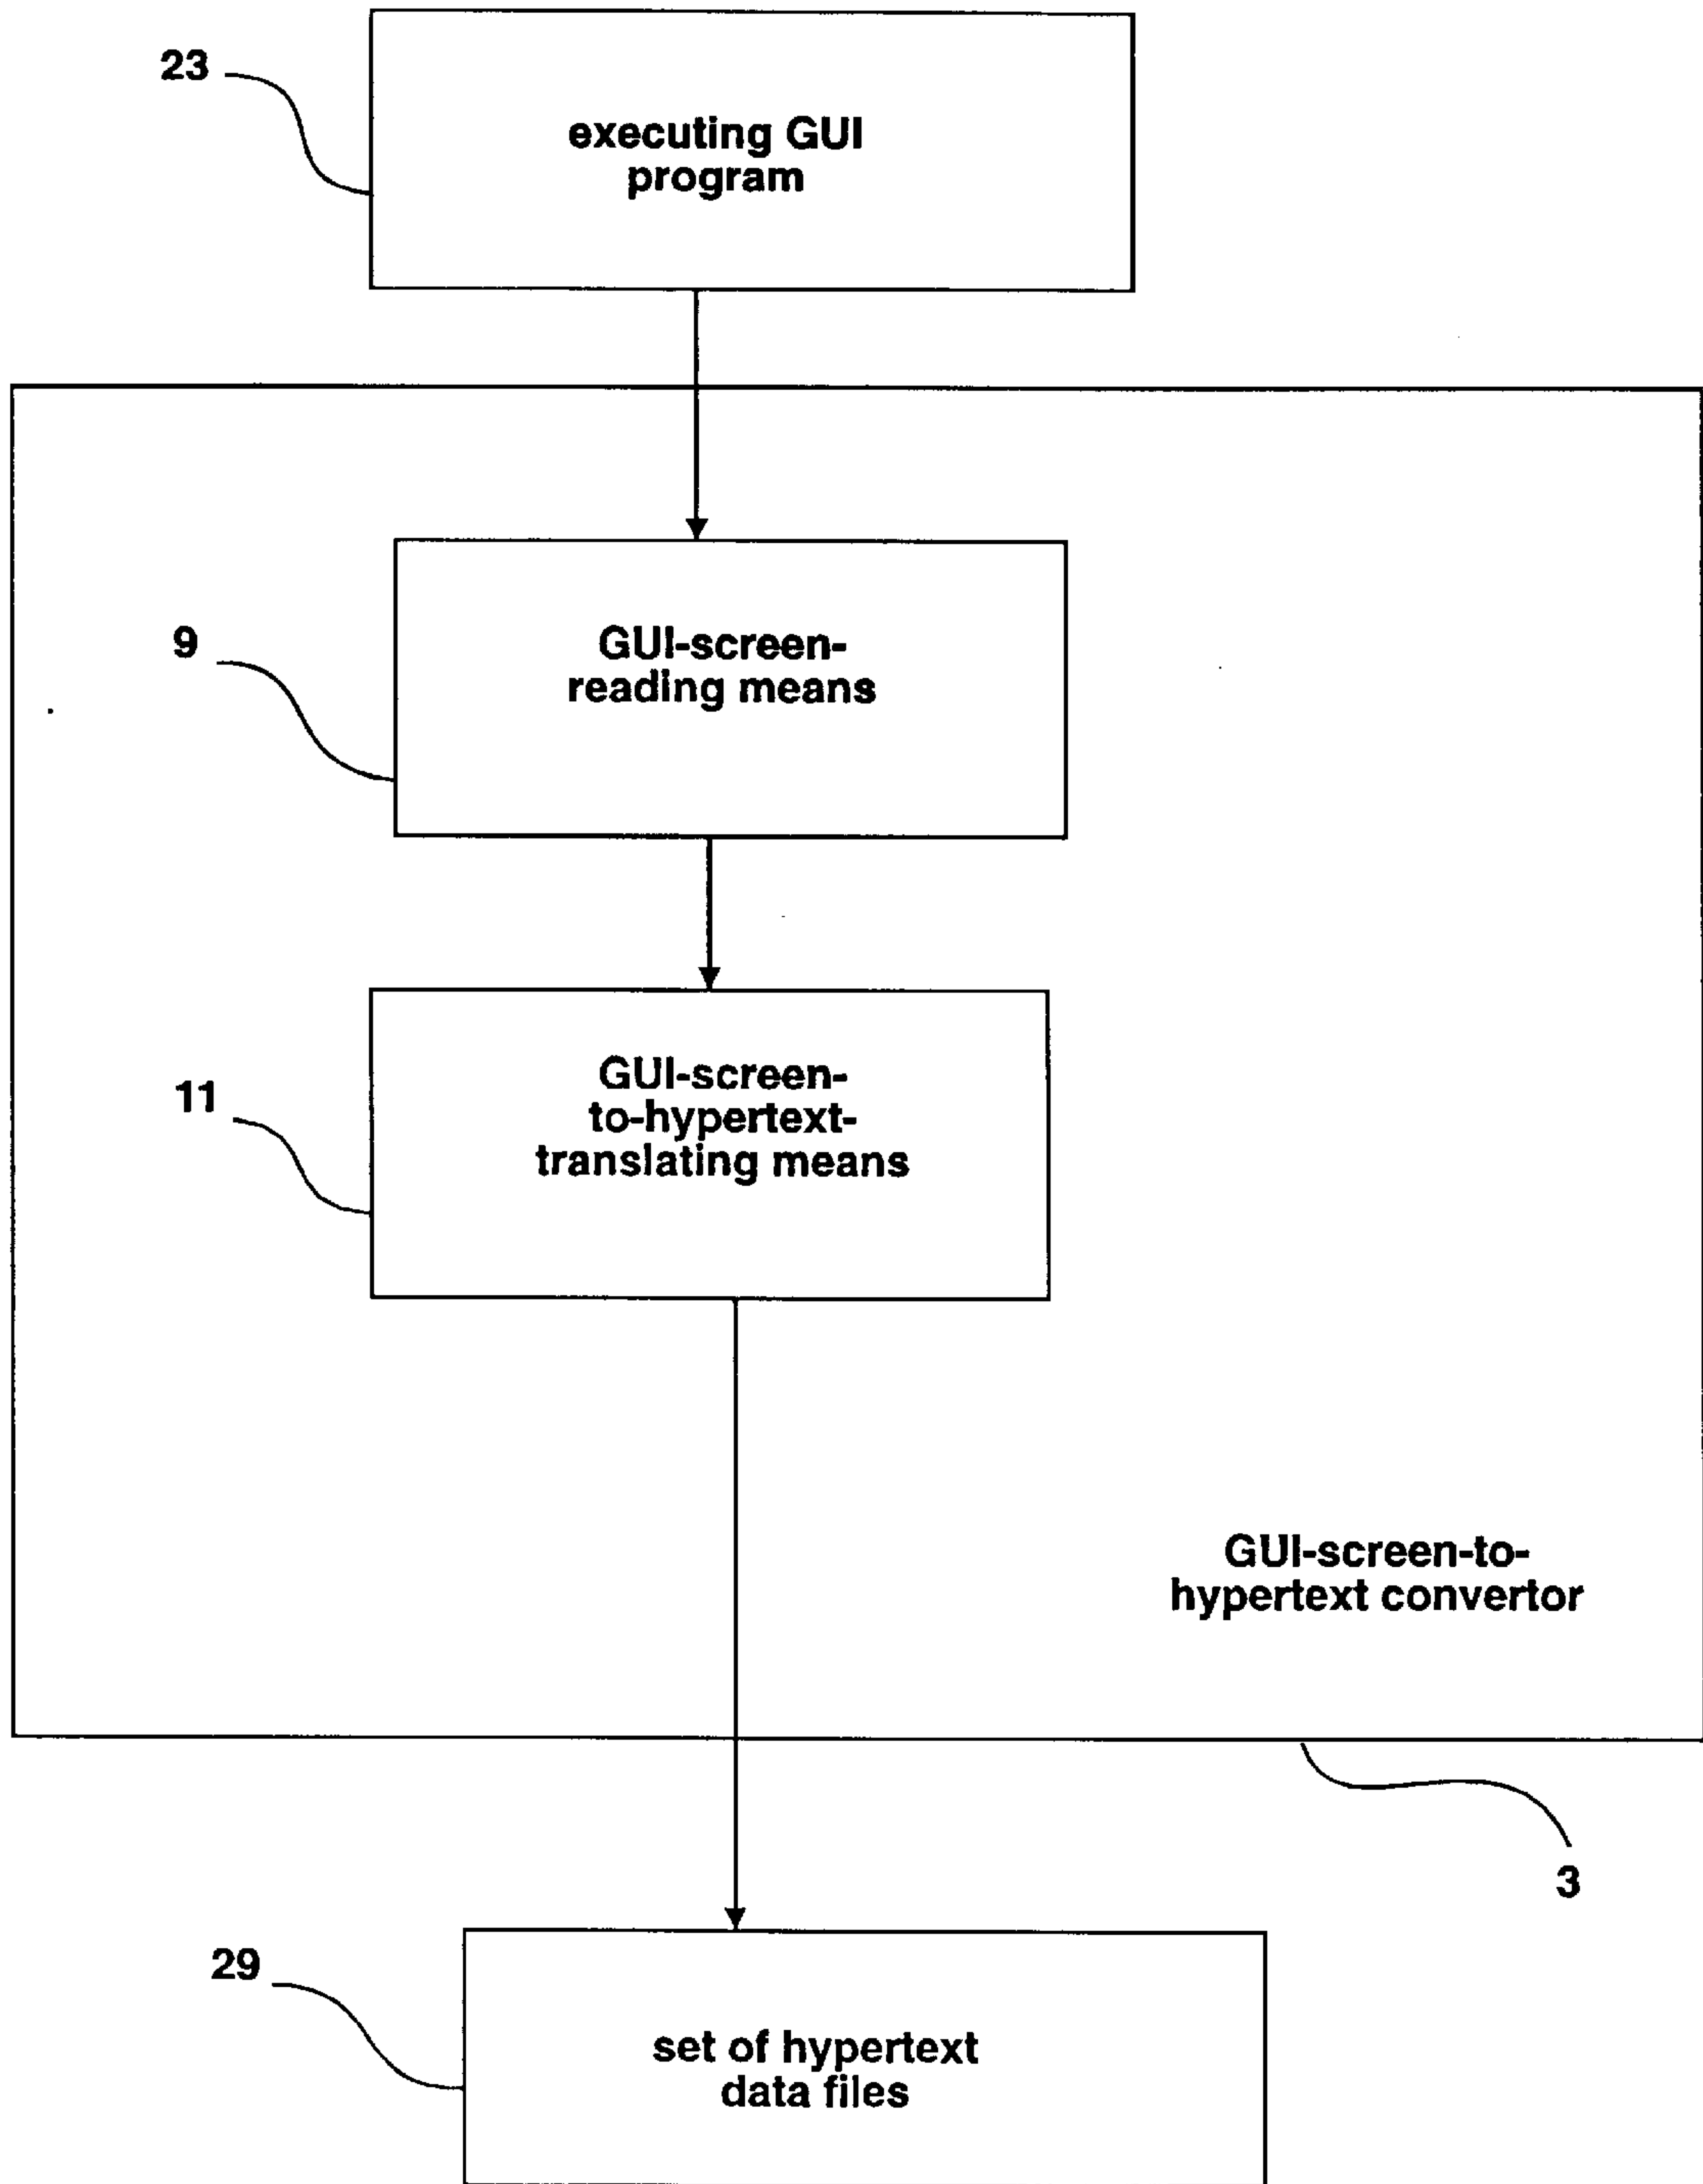 23
executing GUI
program
9
GUI-screen-
reading means
11
GUI-screen-
to-hypertext-
translating means
GUI-screen-to-
hypertext convertor
3
29
set of hypertext
data files